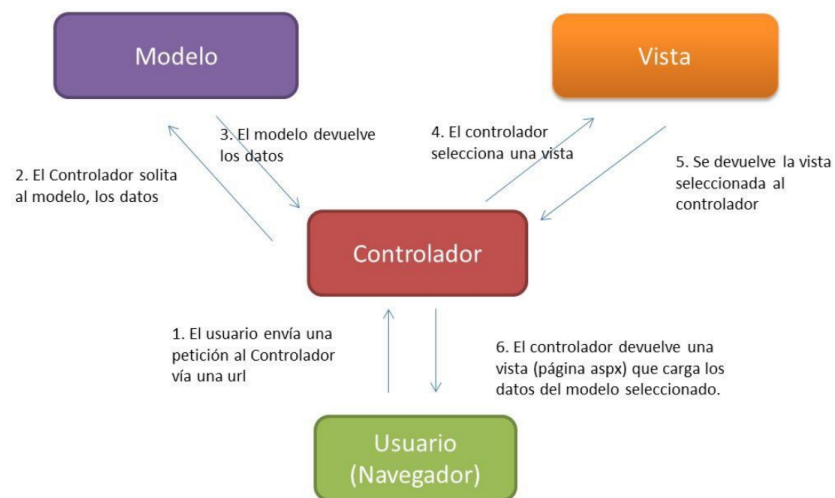 Modelo
Vista
3. El modelo devuelve
los datos
4. El controlador
selecciona una vista
2. El Controlador solita
al modelo, los datos
5. Se devuelve la vista
seleccionada al
controlador
Controlador
1. El usuario envía una
petición al Controlador
vía una url
6. El controlador devuelve una
vista (página aspx) que carga los
datos del modelo seleccionado.
Usuario
(Navegador)